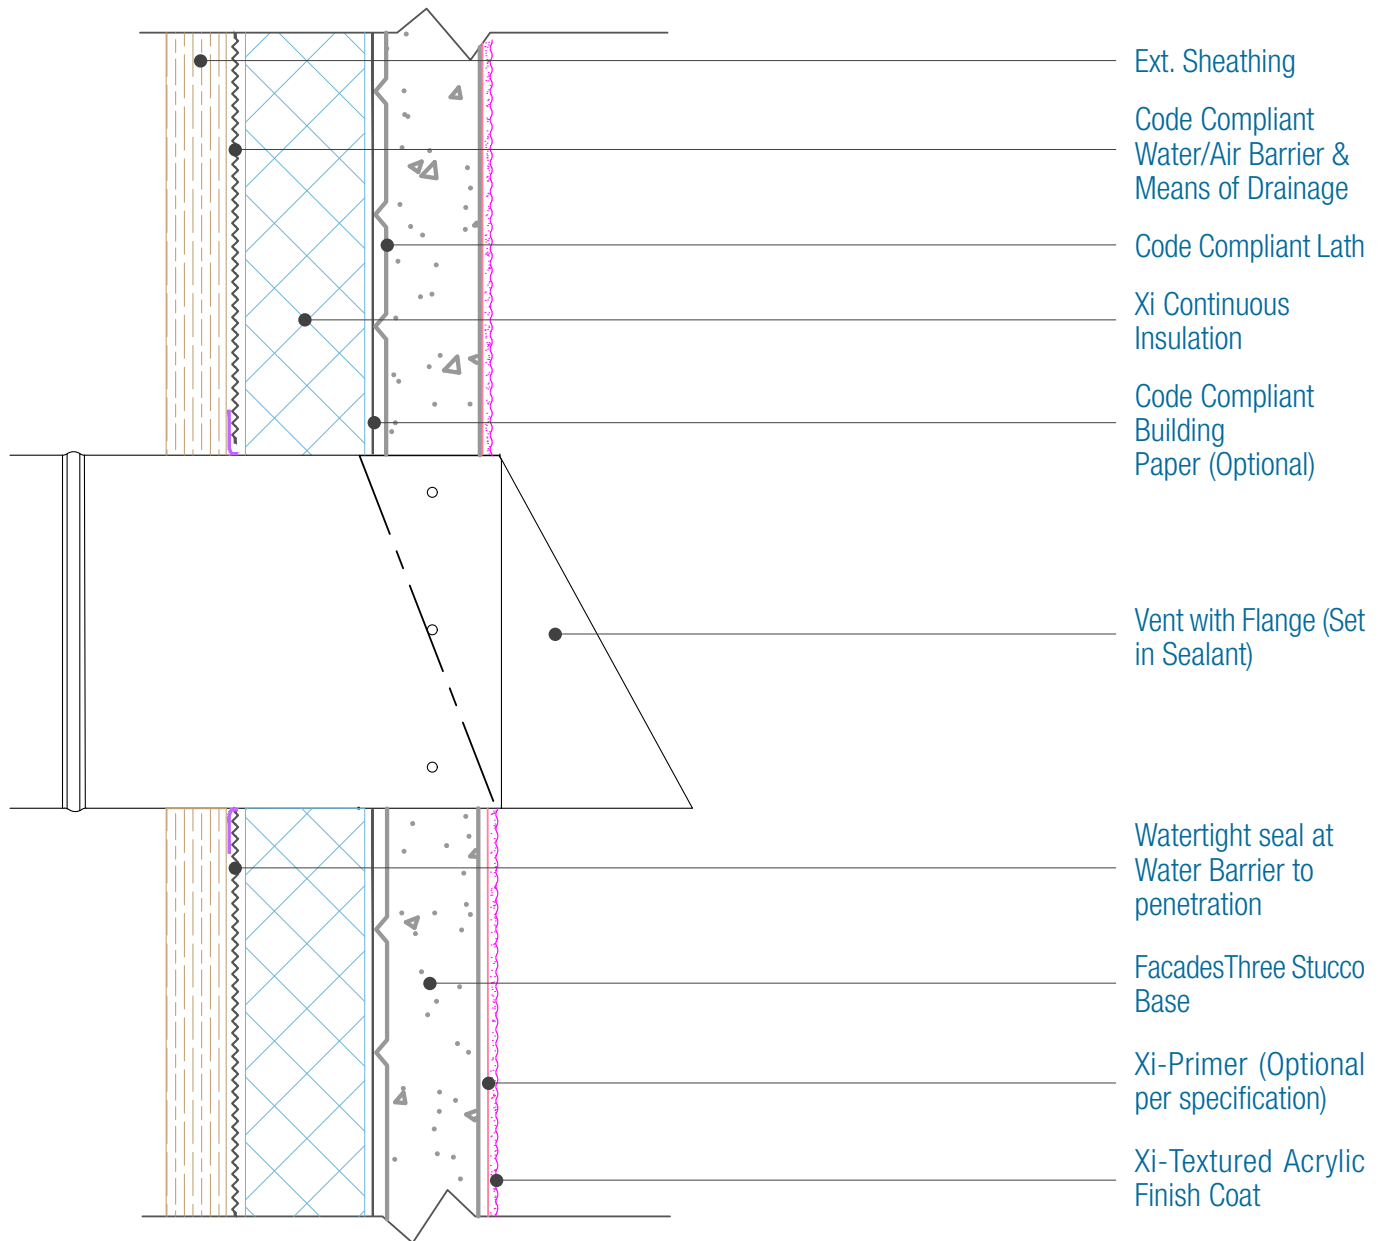 Ext. Sheathing
Code Compliant
Water/Air Barrier &
Means of Drainage
Code Compliant Lath
Xi Continuous
Insulation
Code Compliant
Building
Paper (Optional)
Vent with Flange (Set
in Sealant)
Watertight seal at
Water Barrier to
penetration
FacadesThree Stucco
Base
Xi-Primer (Optional
per specification)
Xi-Textured Acrylic
Finish Coat